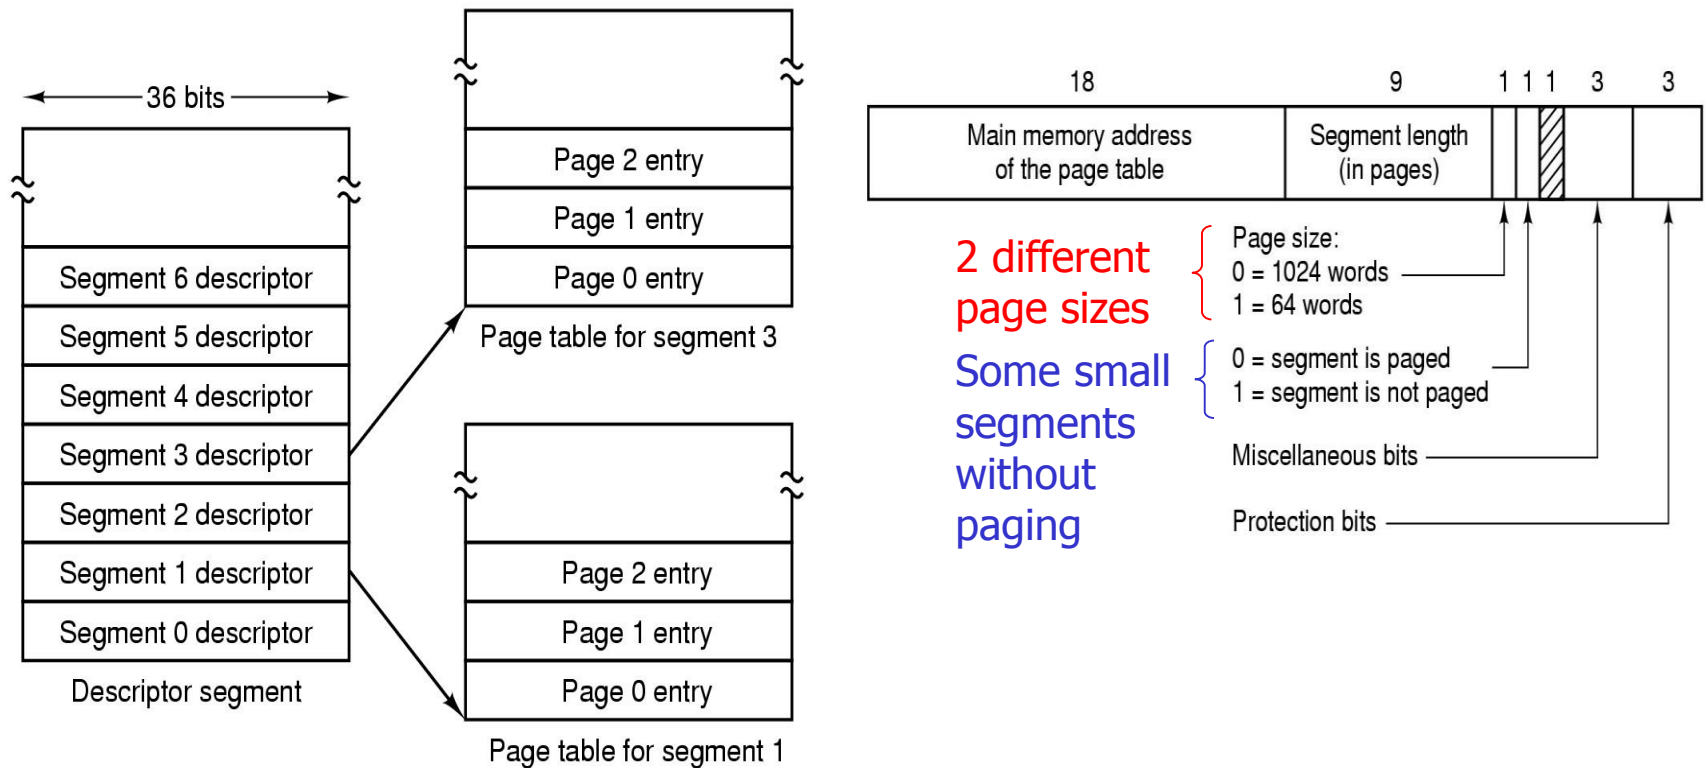 36 bits
Segment 6 descriptor
Segment 5 descriptor
Segment 4 descriptor
Segment 3 descriptor
Segment 2 descriptor
Segment 1 descriptor
Segment 0 descriptor
Descriptor segment
Page 2 entry
Page 1 entry
Page 0 entry
Page table for segment 3
Page 2 entry
Page 1 entry
Page 0 entry
Page table for segment 1
18 9 1 1 1 3 3
Main memory address
of the page table
Segment length
(in pages)
2 different
page sizes
Page size:
0 = 1024 words
1 = 64 words
Some small
segments
without
paging
0 = segment is paged
1 = segment is not paged
Miscellaneous bits
Protection bits